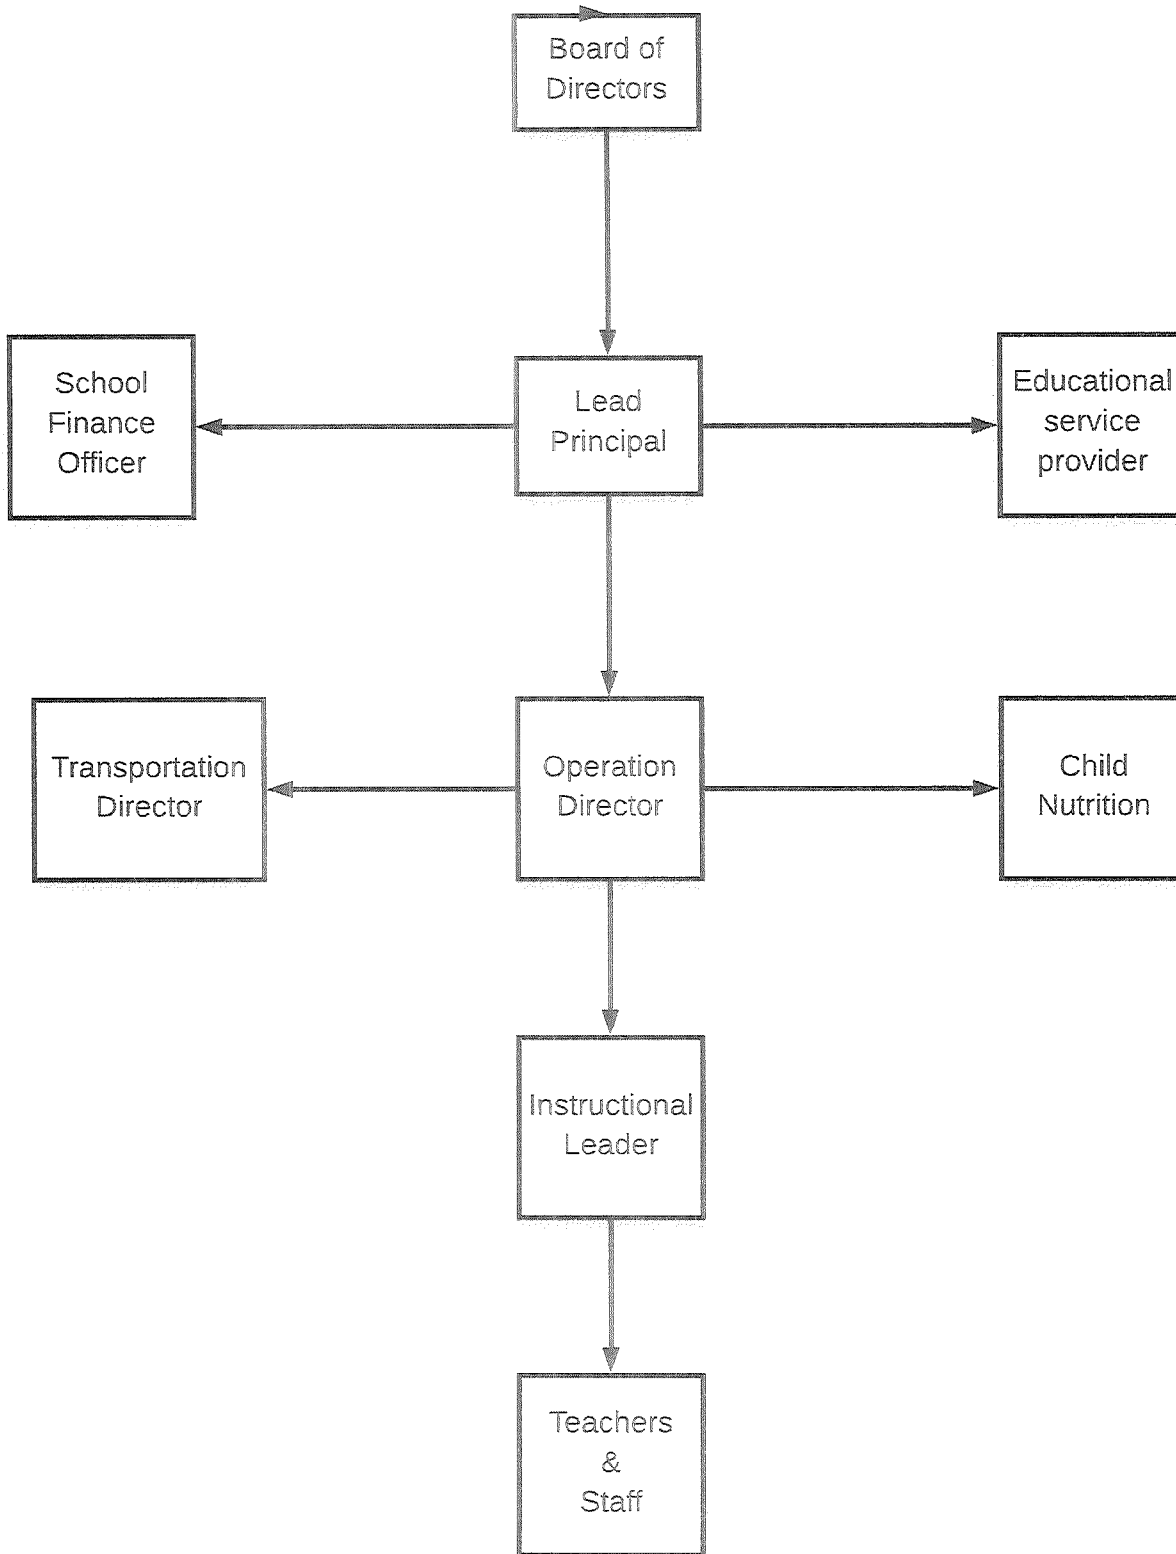 Board of
Directors
School
Finance
Officer
Lead
Principal
Educational
service
provider
Transportation
Director
Operation
Director
Child
Nutrition
Instructional
Leader
Teachers
&
Staff